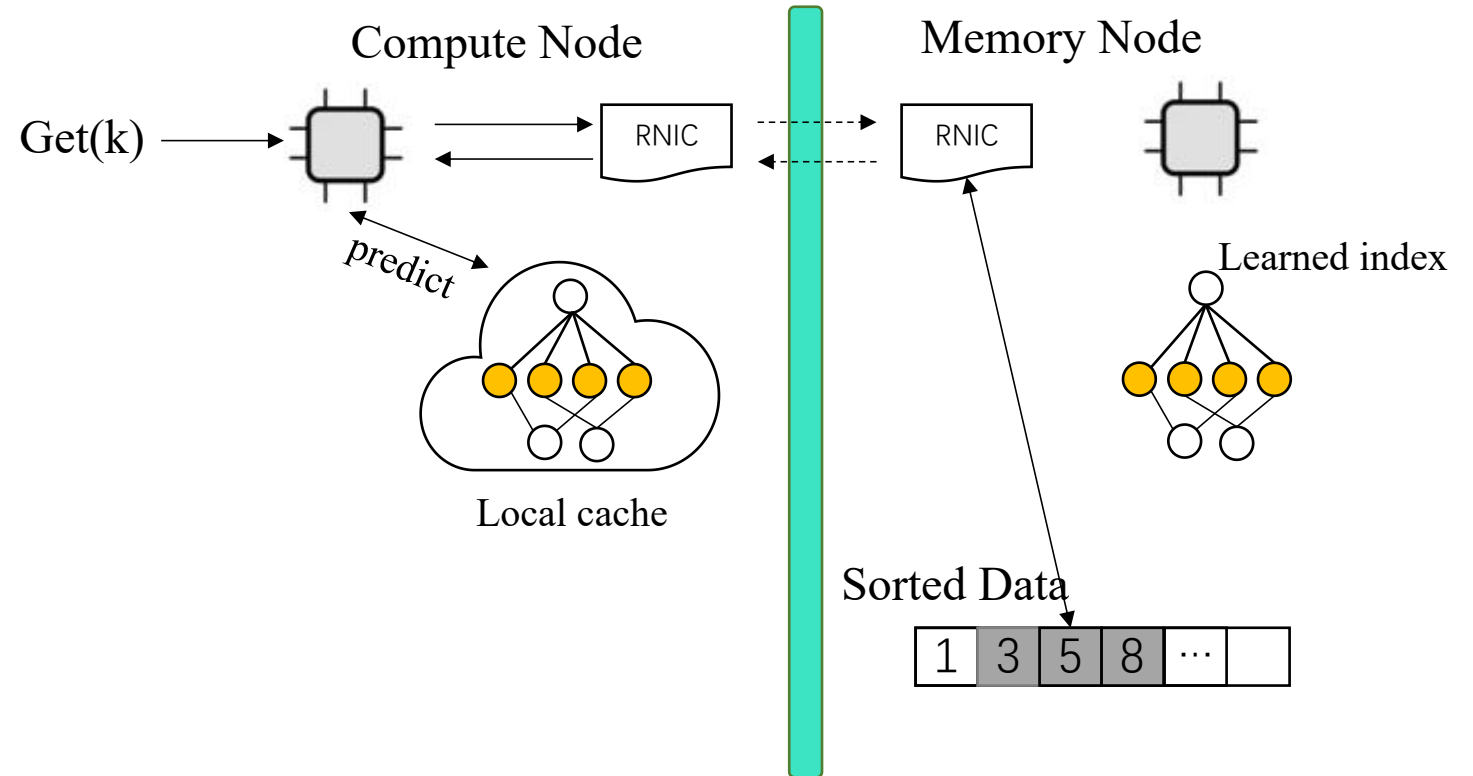 Compute Node
Memory Node
Get(k)
RNIC
RNIC
predict
Learned index
Local cache
Sorted Data
1 3 5 8 ...